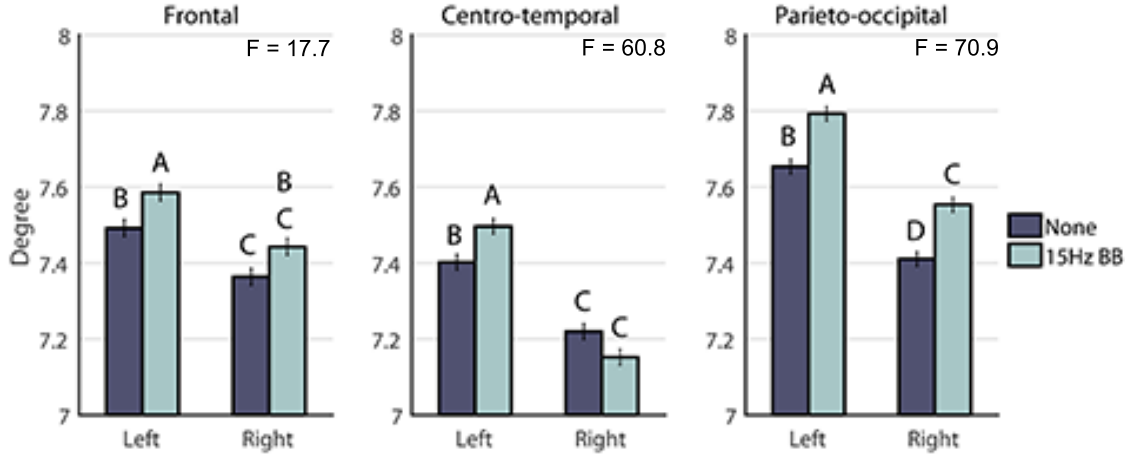 Frontal
F = 17.7
8
7.8
7.6
7.4
7.2
7
Degree
B
A
C
B
C
Left
Right
Centro-temporal
F = 60.8
8
7.8
7.6
7.4
7.2
7
B
A
C
C
Left
Right
Parieto-occipital
F = 70.9
8
7.8
7.6
7.4
7.2
7
B
A
D
C
Left
Right
None
15Hz BB